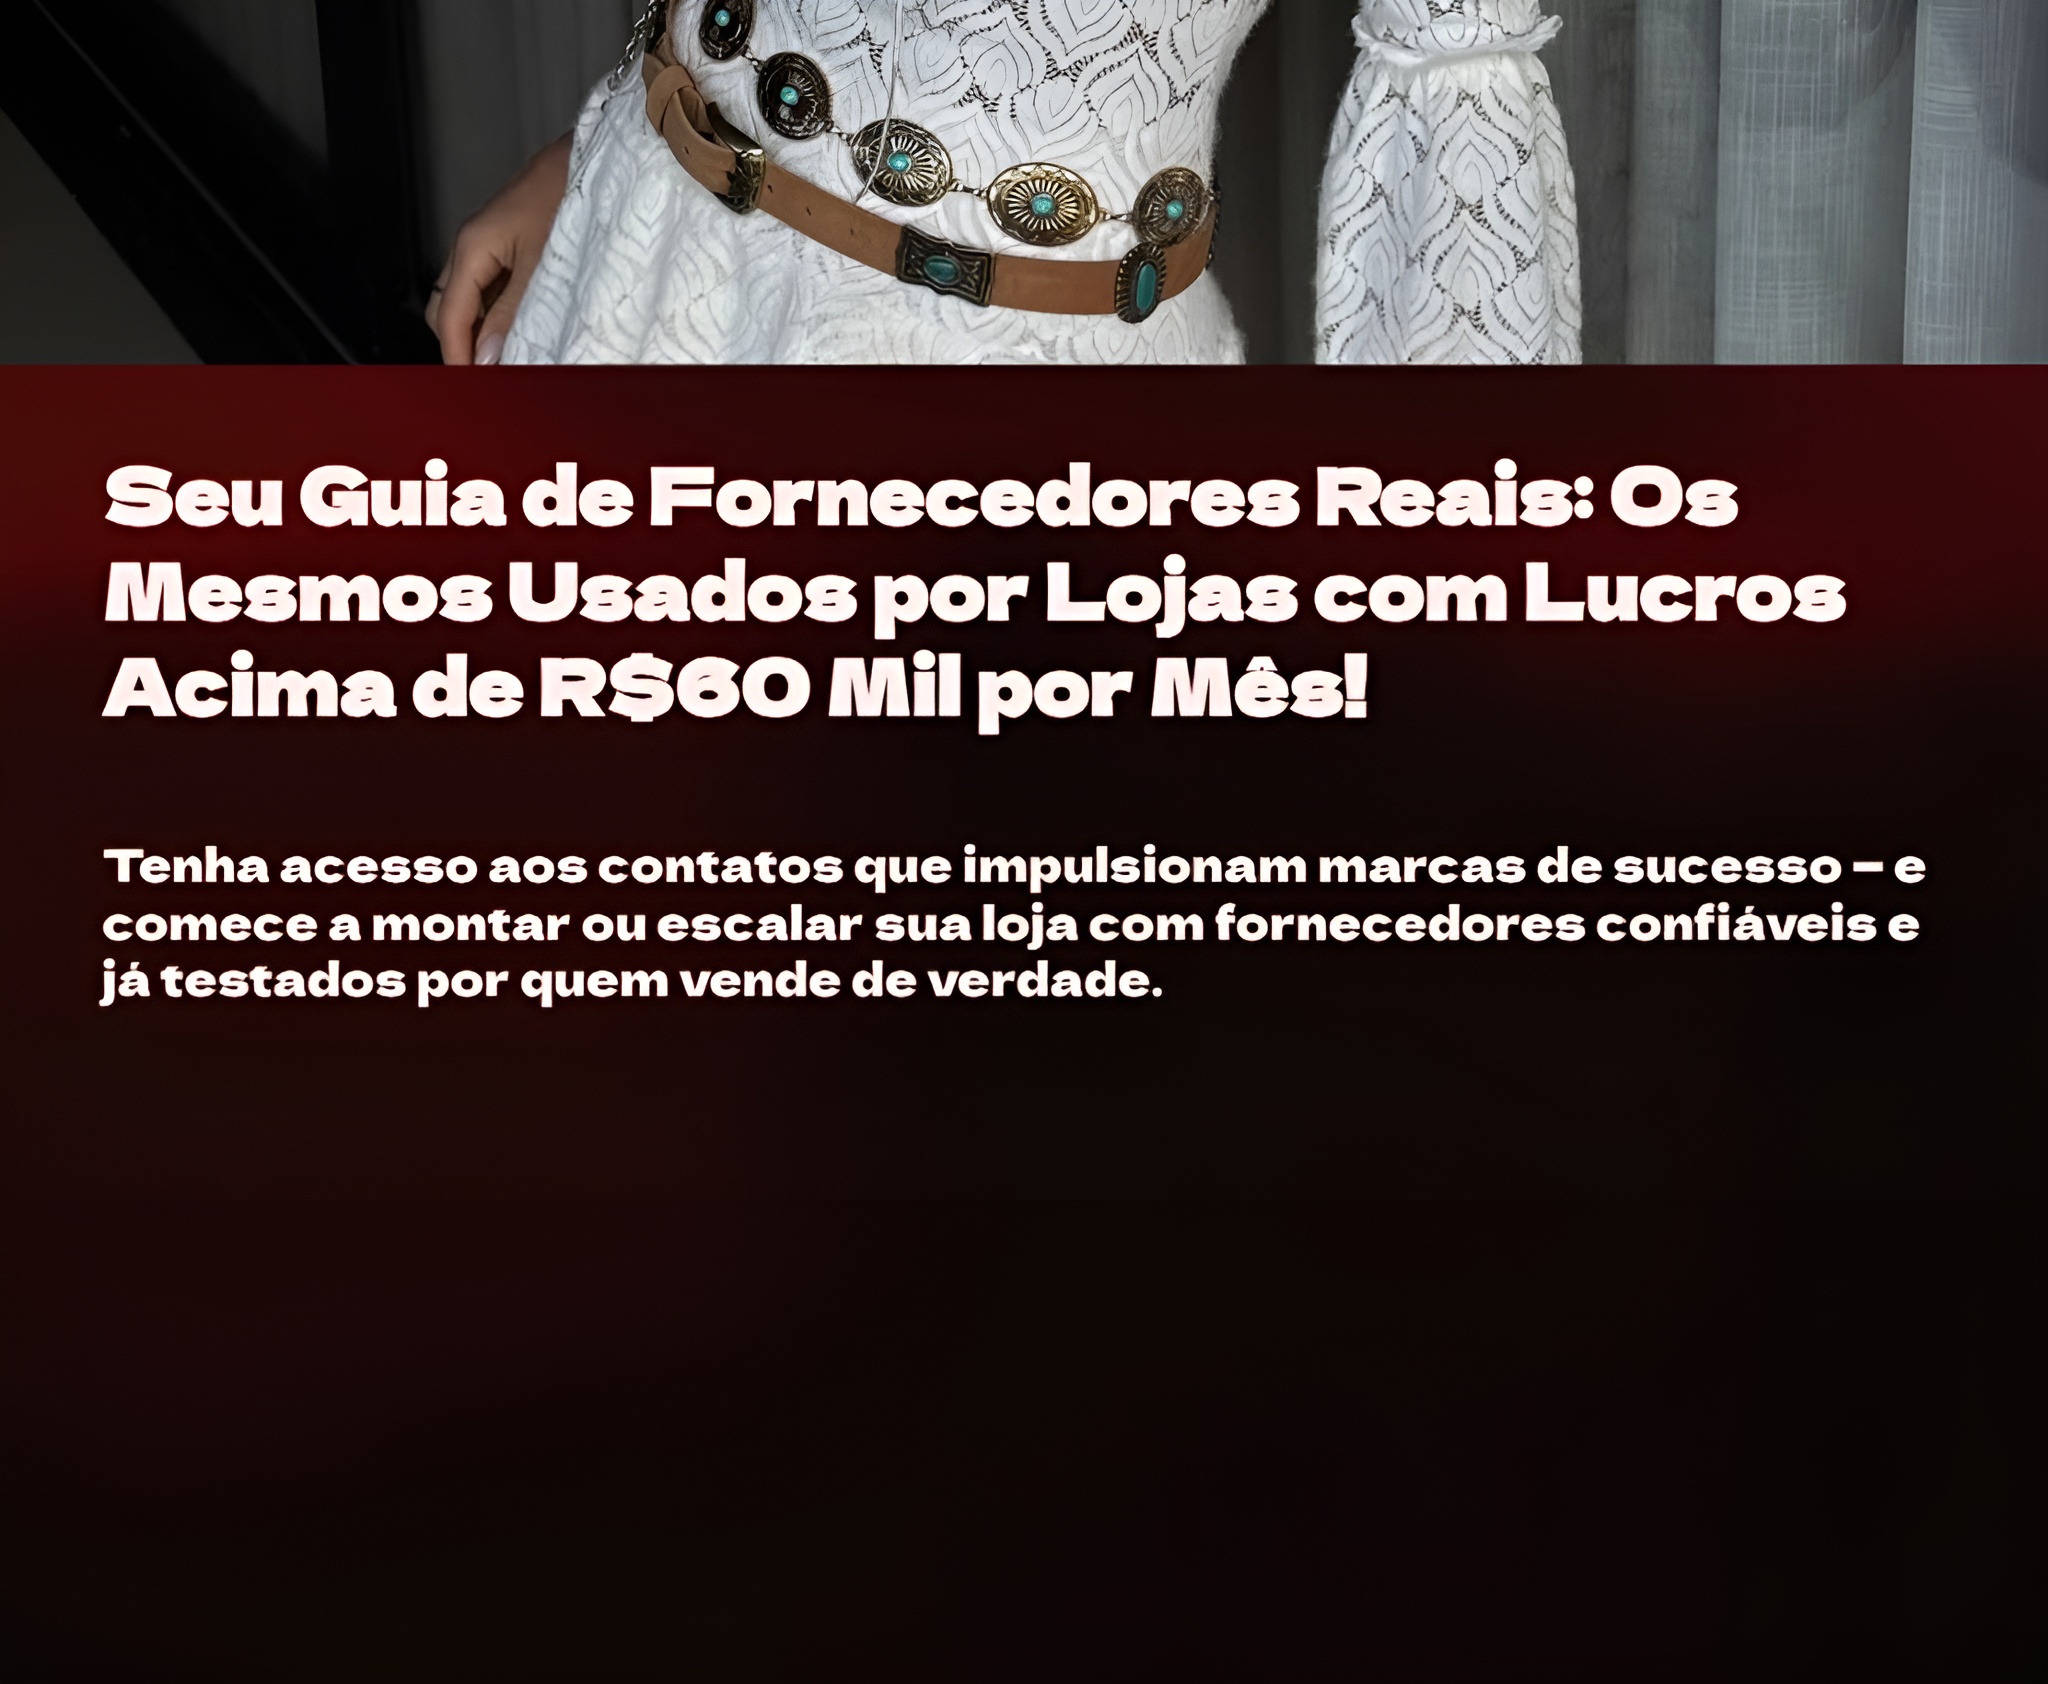 Seu Guia de Fornecedores Reais: Os
Mesmos Usados por Lojas com Lucros
Acima de R$60 Mil por Mês!
Tenha acesso aos contatos que impulsionam marcas de sucesso – e
comece a montar ou escalar sua loja com fornecedores confiáveis e
já testados por quem vende de verdade.